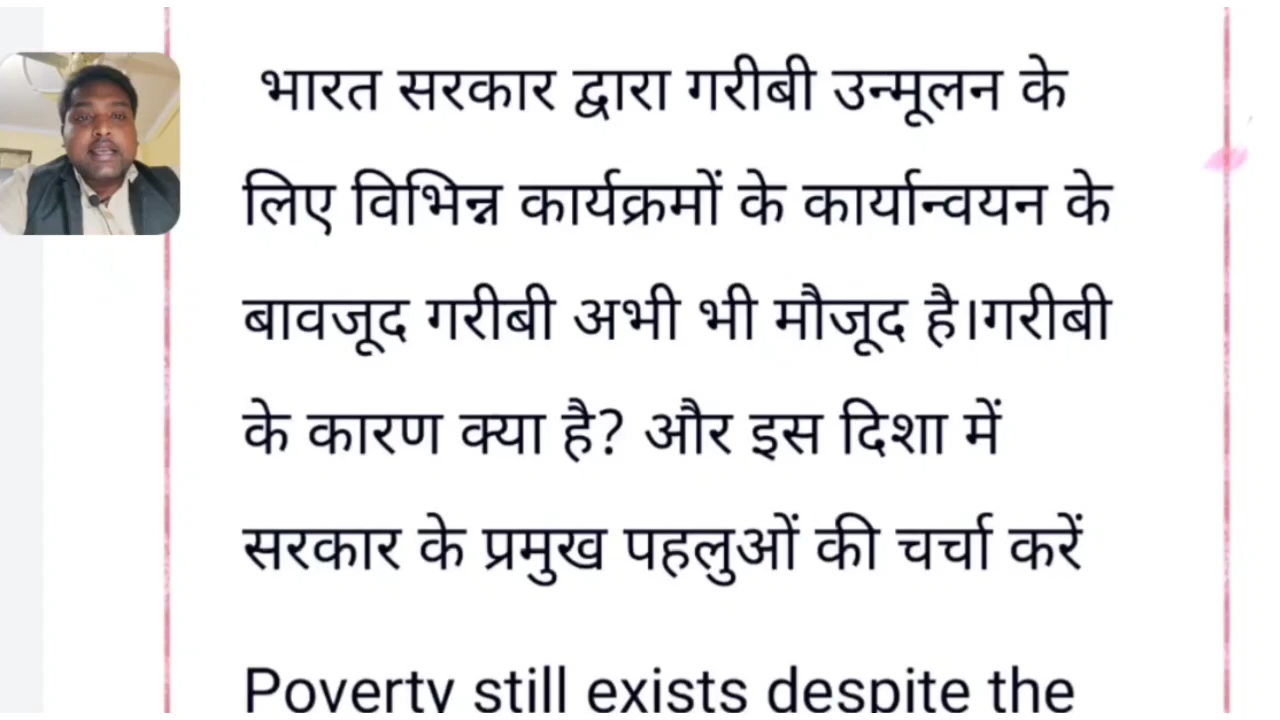 भारत सरकार द्वारा गरीबी उन्मूलन के
लिए विभिन्न कार्यक्रमों के कार्यान्वयन के
बावजूद गरीबी अभी भी मौजूद है।गरीबी
के कारण क्या है? और इस दिशा में
सरकार के प्रमुख पहलुओं की चर्चा करें
Poverty still exists despite the